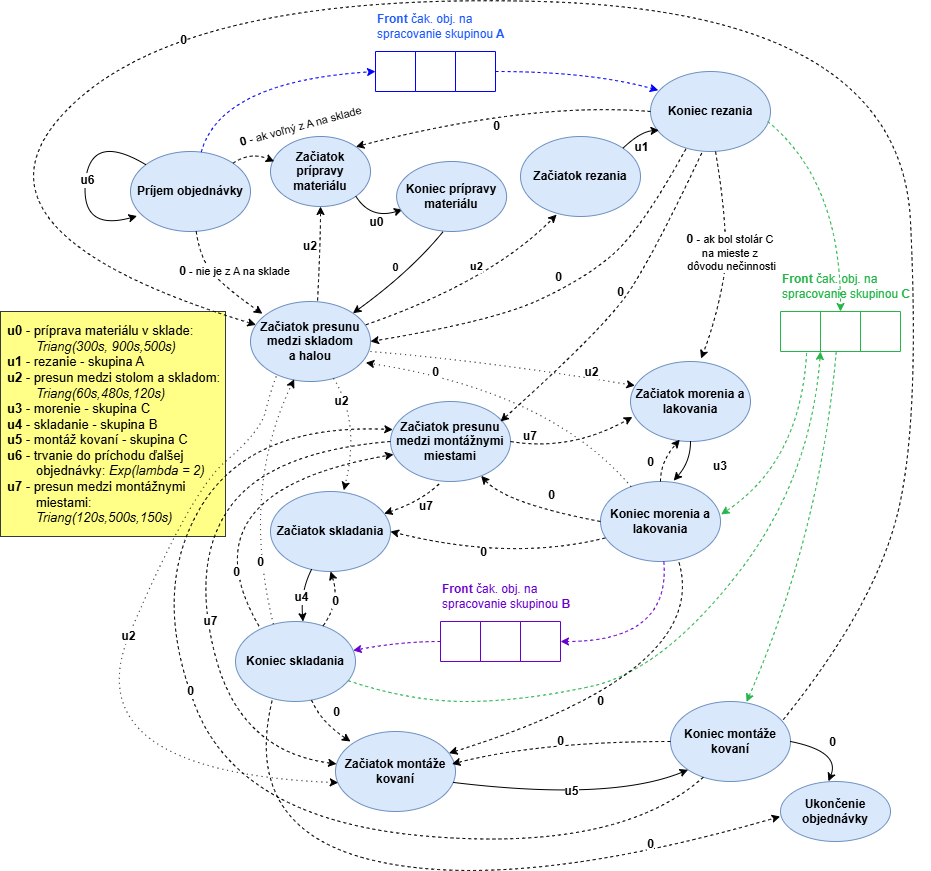 0
Front čak. obj. na
spracovanie skupinou A
Koniec rezania
0 - ak voľný z A na sklade
0
u1
Začiatok
prípravy
materiálu
Začiatok rezania
u6
Príjem objednávky
Koniec prípravy
materiálu
u0
u2
0 - ak bol stolár C
na mieste z
dôvodu nečinnosti
0 - nie je z A na sklade
0
u2
0
0
Front čak. obj. na
spracovanie skupinou C
Začiatok presunu
medzi skladom
a halou
u0 - príprava materiálu v sklade:
Triang(300s, 900s,500s)
u1 - rezanie - skupina A
u2 - presun medzi stolom a skladom:
Triang(60s,480s,120s)
u3 - morenie - skupina C
u4 - skladanie - skupina B
u5 - montáž kovaní - skupina C
u6 - trvanie do príchodu ďalšej
objednávky: Exp(lambda = 2)
u7 - presun medzi montážnymi
miestami:
Triang(120s,500s,150s)
0
u2
Začiatok morenia a
lakovania
u2
Začiatok presunu
medzi montážnymi
miestami
u7
0
u3
u7
0
Koniec morenia a
lakovania
Začiatok skladania
0
0
0
u4
0
Front čak. obj. na
spracovanie skupinou B
u7
u2
Koniec skladania
0
0
0
0
Koniec montáže
kovaní
0
Začiatok montáže
kovaní
u5
Ukončenie
objednávky
0